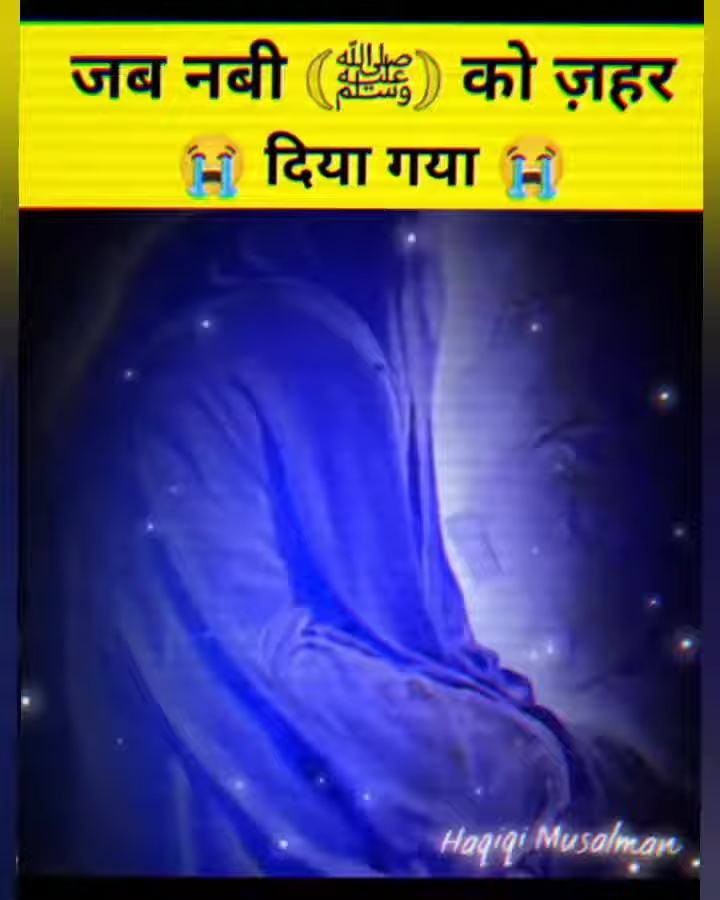 जब नबी (ﷺ) को ज़हर
😭 दिया गया 😭
Haqiqi Musalman